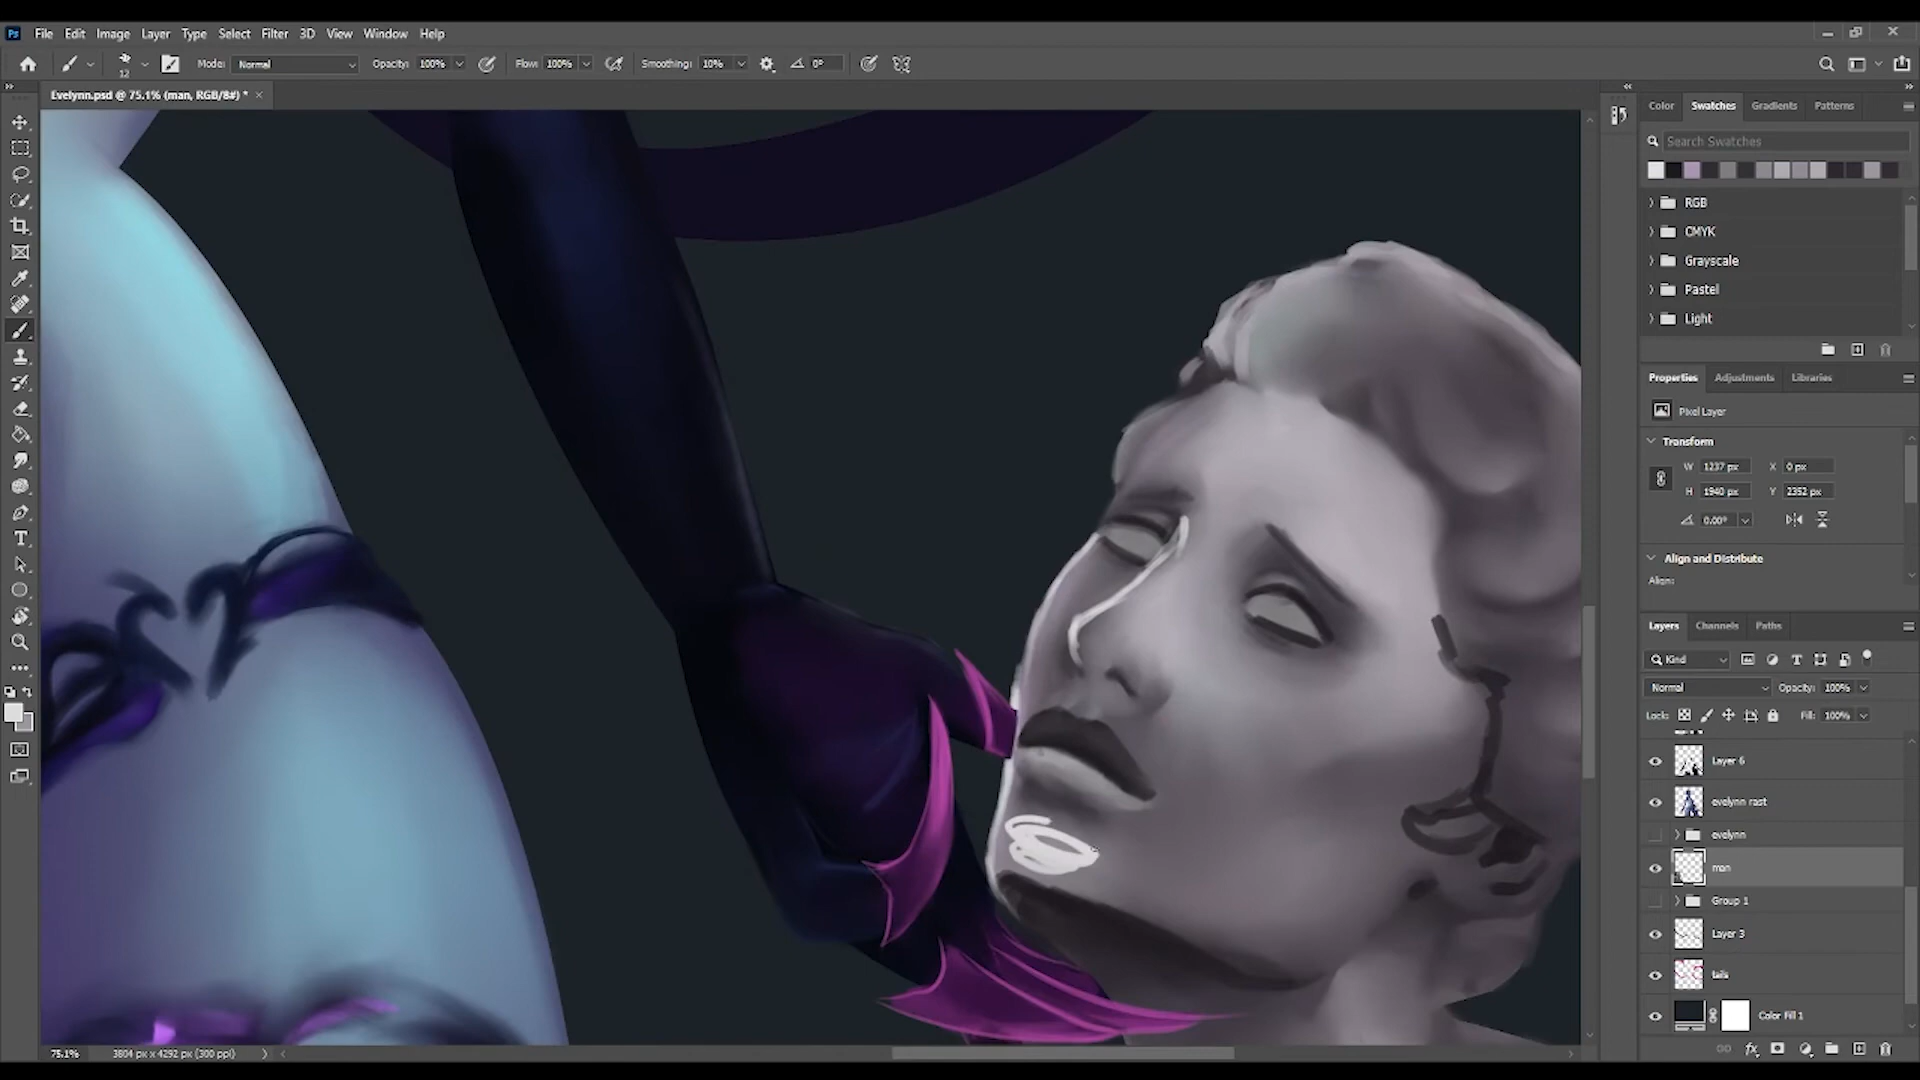 Ps File Edit Image Layer Type Select Filter 3D View Window Help
12 Mode: Normal Opacity: 100% Flow: 100% Smoothing: 10% 0°
Evelynn.psd @ 75.1% (man, RGB/8#) * ×
Color Swatches Gradients Patterns
Search Swatches
RGB
CMYK
Grayscale
Pastel
Light
Properties Adjustments Libraries
Pixel Layer
Transform
W 1237 px X 0 px
H 1940 px Y 2352 px
0.00°
Align and Distribute
Align:
Layers Channels Paths
Kind
Normal Opacity: 100%
Lock: Fill: 100%
Layer 6
evelynn rast
evelynn
man
Group 1
Layer 3
tails
Color Fill 1
75.1% 3804 px x 4292 px (300 ppi)